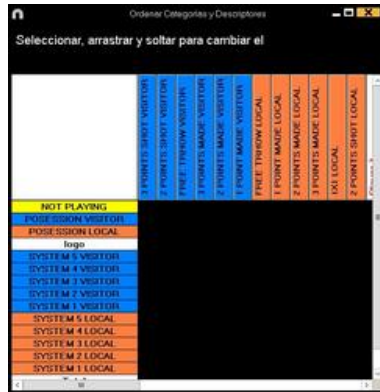 Ordenar Categorias y Descriptores
Seleccionar, arrastrar y soltar para cambiar el
3 POINTS SHOT VISITOR
2 POINTS SHOT VISITOR
FREE TRHOW VISITOR
3 POINTS MADE VISITOR
2 POINTS MADE VISITOR
1 POINT MADE VISITOR
FREE TRHOW LOCAL
1 POINT MADE LOCAL
2 POINTS MADE LOCAL
3 POINTS MADE LOCAL
1X1 LOCAL
2 POINTS SHOT LOCAL
NOT PLAYING
POSESSION VISITOR
POSESSION LOCAL
logo
SYSTEM 5 VISITOR
SYSTEM 4 VISITOR
SYSTEM 3 VISITOR
SYSTEM 2 VISITOR
SYSTEM 1 VISITOR
SYSTEM 5 LOCAL
SYSTEM 4 LOCAL
SYSTEM 3 LOCAL
SYSTEM 2 LOCAL
SYSTEM 1 LOCAL